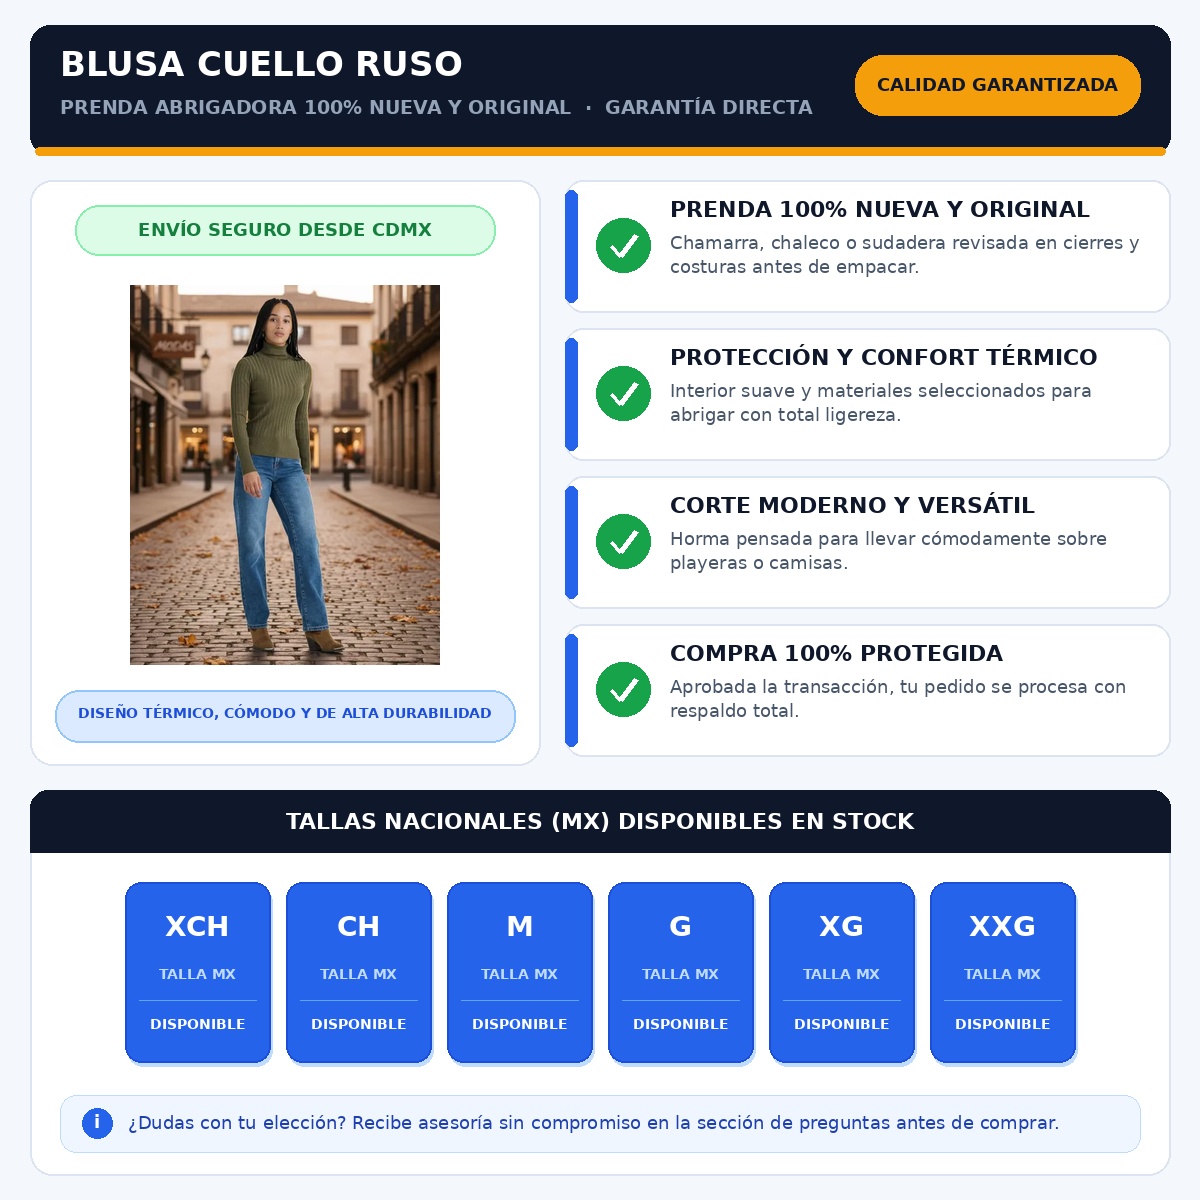 BLUSA CUELLO RUSO
PRENDA ABRIGADORA 100% NUEVA Y ORIGINAL · GARANTÍA DIRECTA
CALIDAD GARANTIZADA
ENVÍO SEGURO DESDE CDMX
MODAS
DISEÑO TÉRMICO, CÓMODO Y DE ALTA DURABILIDAD
PRENDA 100% NUEVA Y ORIGINAL
Chamarra, chaleco o sudadera revisada en cierres y
costuras antes de empacar.
PROTECCIÓN Y CONFORT TÉRMICO
Interior suave y materiales seleccionados para
abrigar con total ligereza.
CORTE MODERNO Y VERSÁTIL
Horma pensada para llevar cómodamente sobre
playeras o camisas.
COMPRA 100% PROTEGIDA
Aprobada la transacción, tu pedido se procesa con
respaldo total.
TALLAS NACIONALES (MX) DISPONIBLES EN STOCK
XCH
TALLA MX
DISPONIBLE
CH
TALLA MX
DISPONIBLE
M
TALLA MX
DISPONIBLE
G
TALLA MX
DISPONIBLE
XG
TALLA MX
DISPONIBLE
XXG
TALLA MX
DISPONIBLE
i
¿Dudas con tu elección? Recibe asesoría sin compromiso en la sección de preguntas antes de comprar.